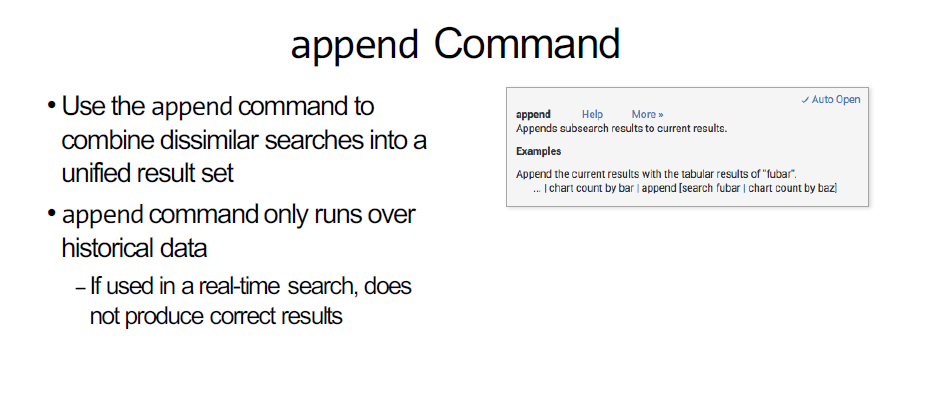 append Command
• Use the append command to
combine dissimilar searches into a
unified result set
• append command only runs over
historical data
– If used in a real-time search, does
not produce correct results
✓ Auto Open
append Help More »
Appends subsearch results to current results.
Examples
Append the current results with the tabular results of "fubar".
... | chart count by bar | append [search fubar | chart count by baz]